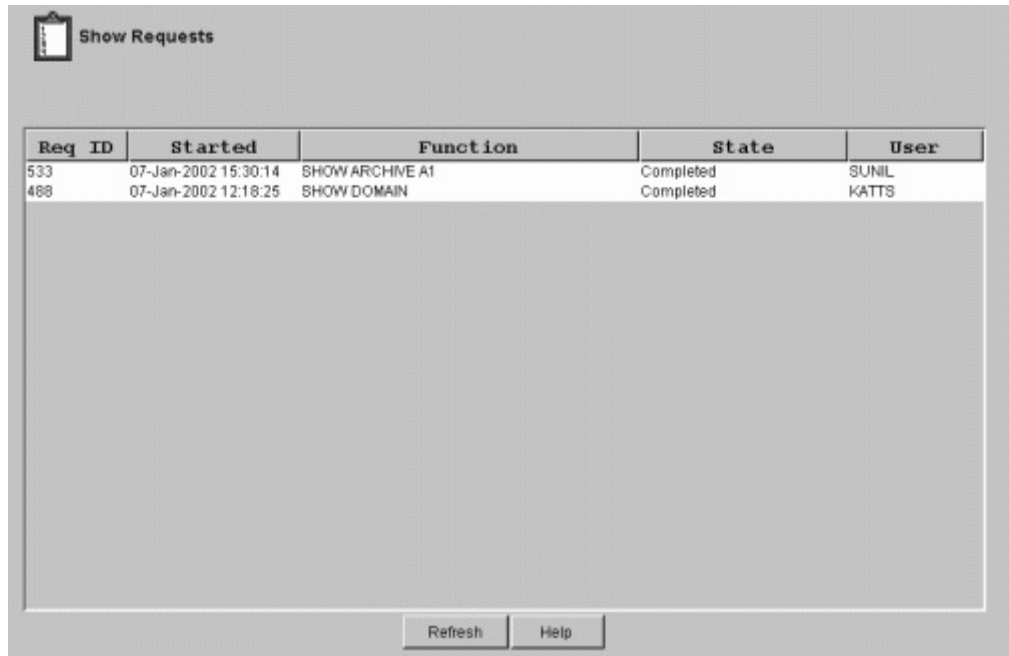 Show Requests
Req ID Started Function State User
533 07-Jan-2002 15:30:14 SHOW ARCHIVE A1 Completed SUNIL
488 07-Jan-2002 12:18:25 SHOW DOMAIN Completed KATTS
Refresh Help